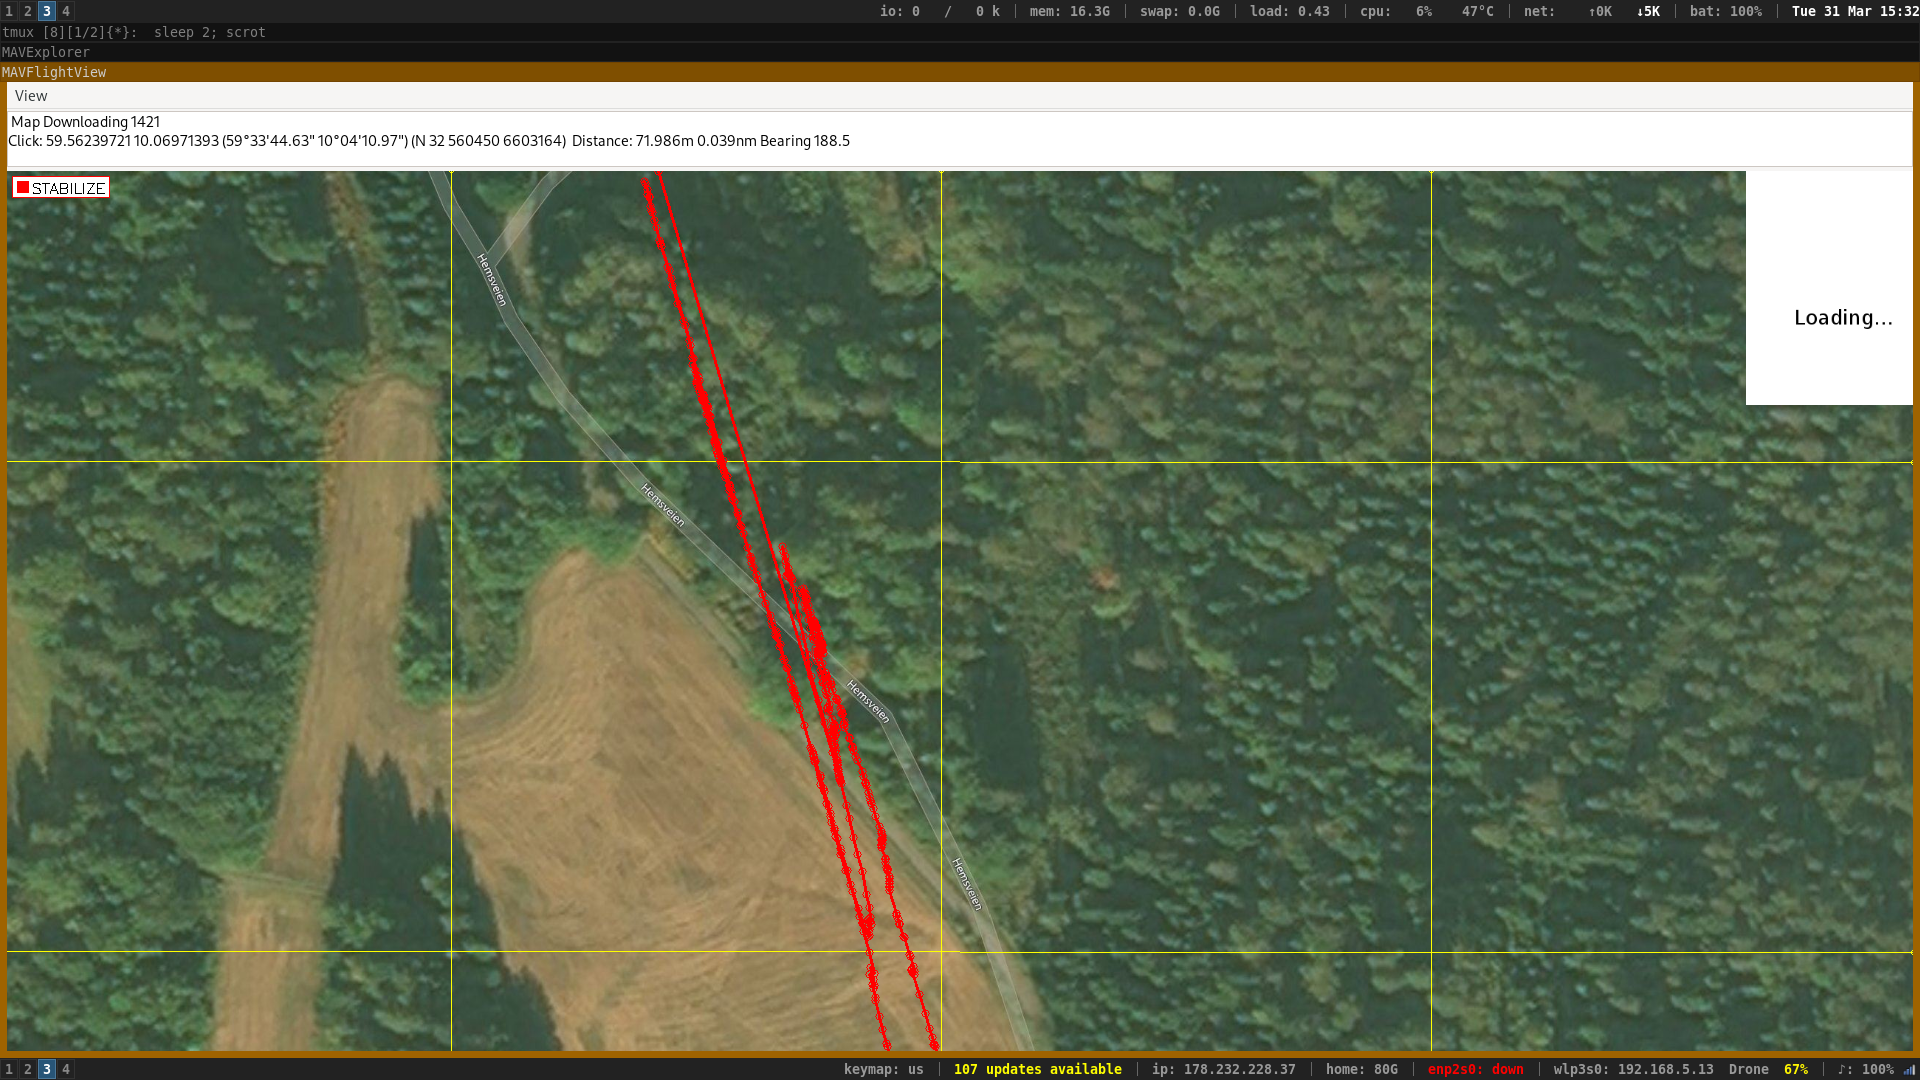 1 2 3 4 io: 0 / 0 k | mem: 16.3G | swap: 0.0G | load: 0.43 | cpu: 6% 47°C | net: ↑0K ↓5K | bat: 100% | Tue 31 Mar 15:32
tmux [8][1/2]{*}: sleep 2; scrot
MAVExplorer
MAVFlightView
View
Map Downloading 1421
Click: 59.56239721 10.06971393 (59°33'44.63" 10°04'10.97") (N 32 560450 6603164) Distance: 71.986m 0.039nm Bearing 188.5
STABILIZE
Hemsveien
Loading...
Hemsveien
Hemsveien
Hemsveien
1 2 3 4 keymap: us | 107 updates available | ip: 178.232.228.37 | home: 80G | enp2s0: down | wlp3s0: 192.168.5.13 Drone 67% | ♪: 100%